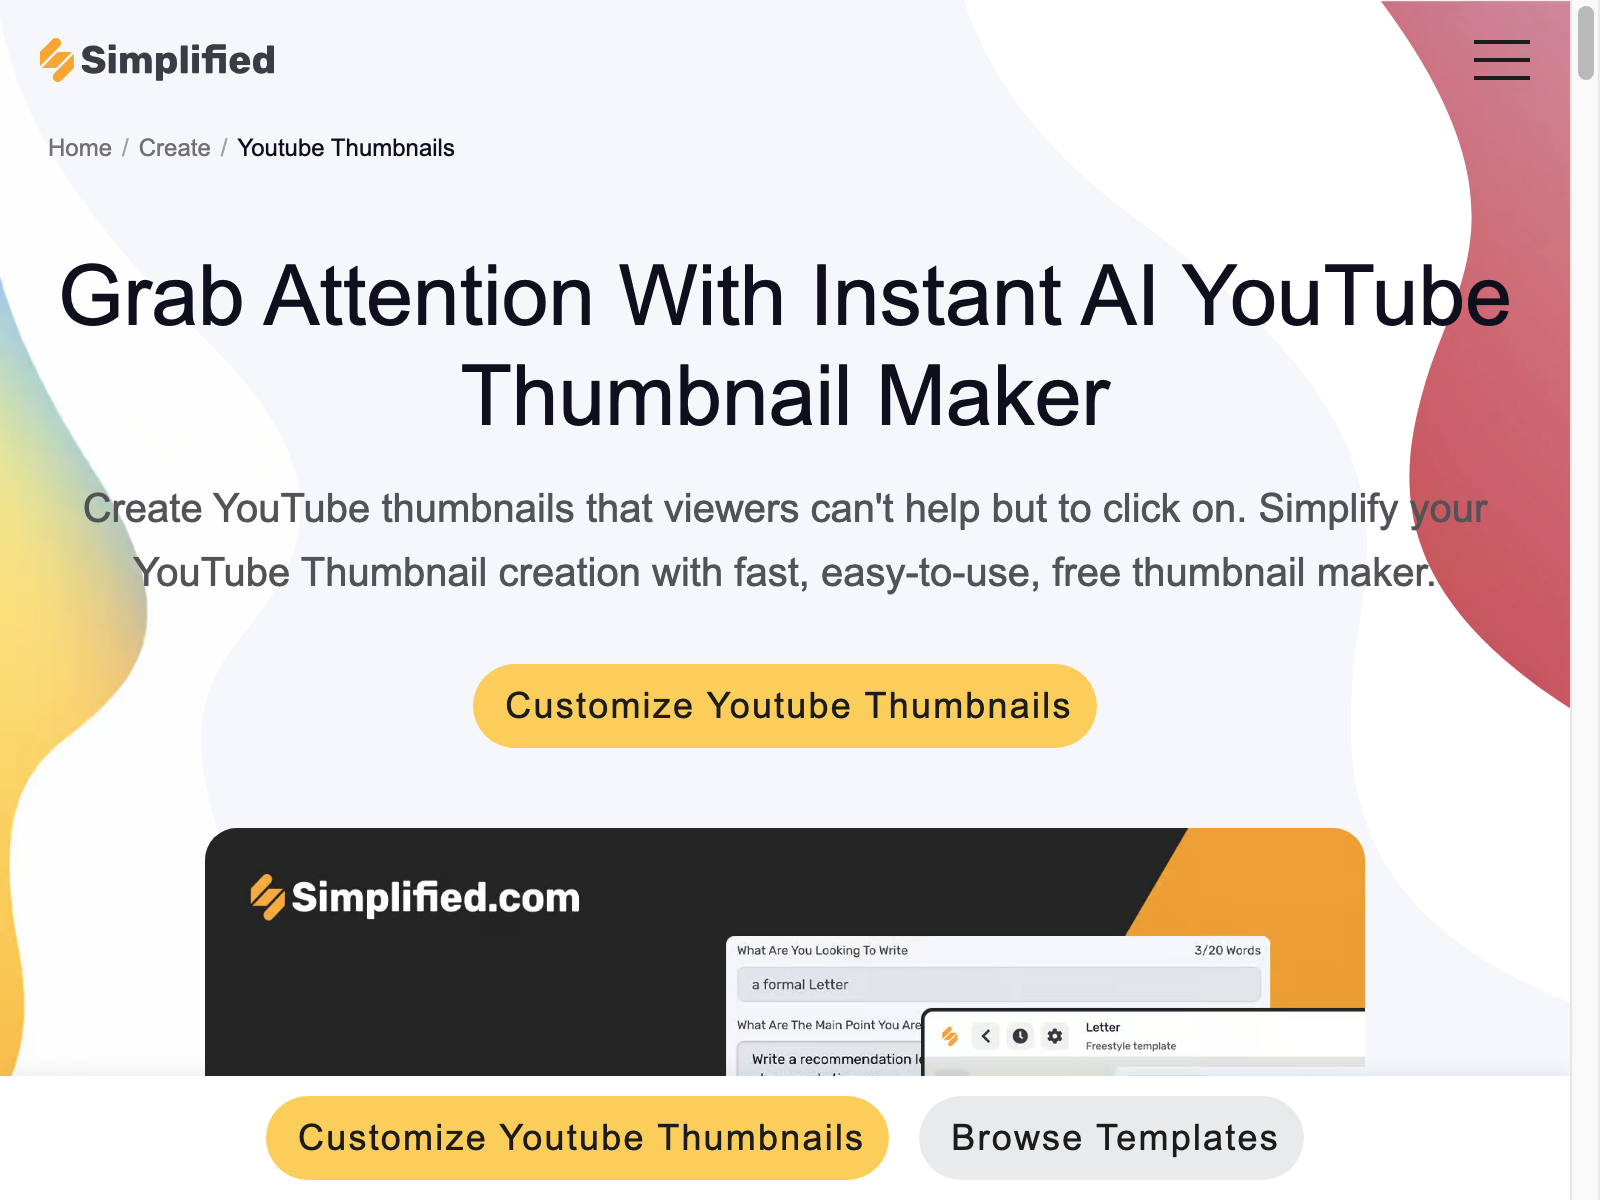 Simplified
Home / Create / Youtube Thumbnails
Grab Attention With Instant AI YouTube
Thumbnail Maker
Create YouTube thumbnails that viewers can't help but to click on. Simplify your
YouTube Thumbnail creation with fast, easy-to-use, free thumbnail maker.
Customize Youtube Thumbnails
Simplified.com
What Are You Looking To Write 3/20 Words
a formal Letter
What Are The Main Point You Are
Letter
Freestyle template
Write a recommendation
Customize Youtube Thumbnails
Browse Templates